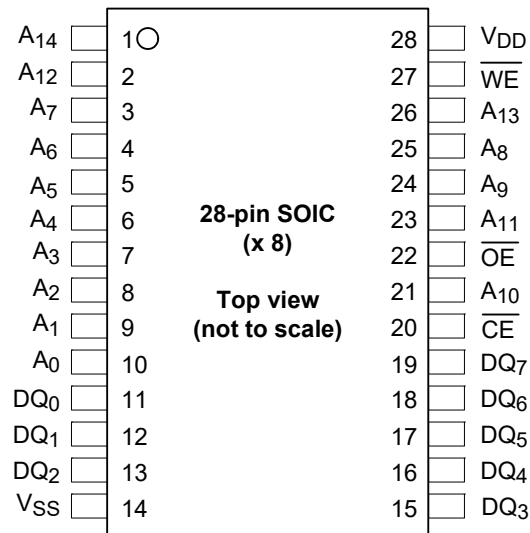 A14 1 28 VDD
A12 2 27 W̅E̅
A7 3 26 A13
A6 4 25 A8
A5 5 24 A9
A4 6 28-pin SOIC 23 A11
A3 7 (x 8) 22 O̅E̅
A2 8 Top view 21 A10
A1 9 (not to scale) 20 C̅E̅
A0 10 19 DQ7
DQ0 11 18 DQ6
DQ1 12 17 DQ5
DQ2 13 16 DQ4
VSS 14 15 DQ3